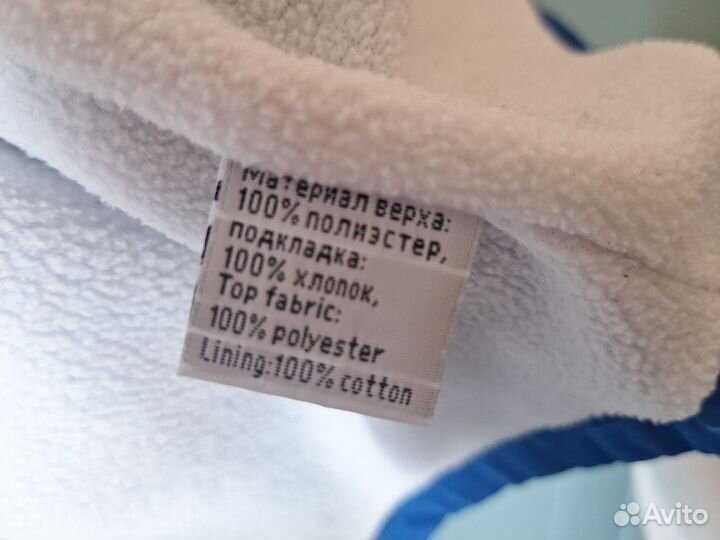 Материал верха:
100% полиэстер,
подкладка:
100% хлопок,
Top fabric:
100% polyester
Lining:100% cotton
Avito